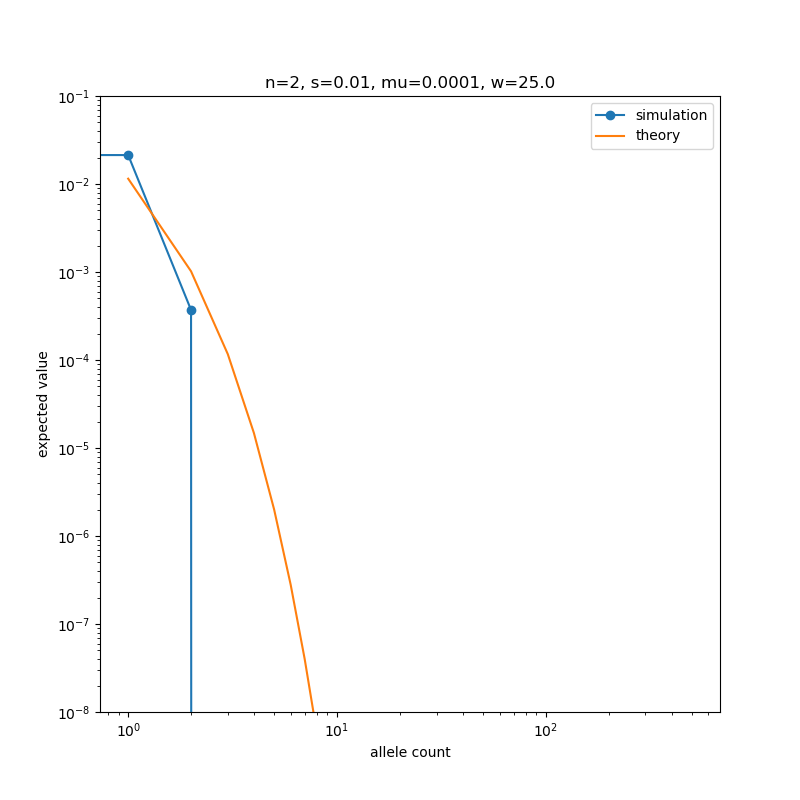 n=2, s=0.01, mu=0.0001, w=25.0
simulation
theory
10⁻¹
10⁻²
10⁻³
10⁻⁴
10⁻⁵
10⁻⁶
10⁻⁷
10⁻⁸
expected value
10⁰ 10¹ 10²
allele count